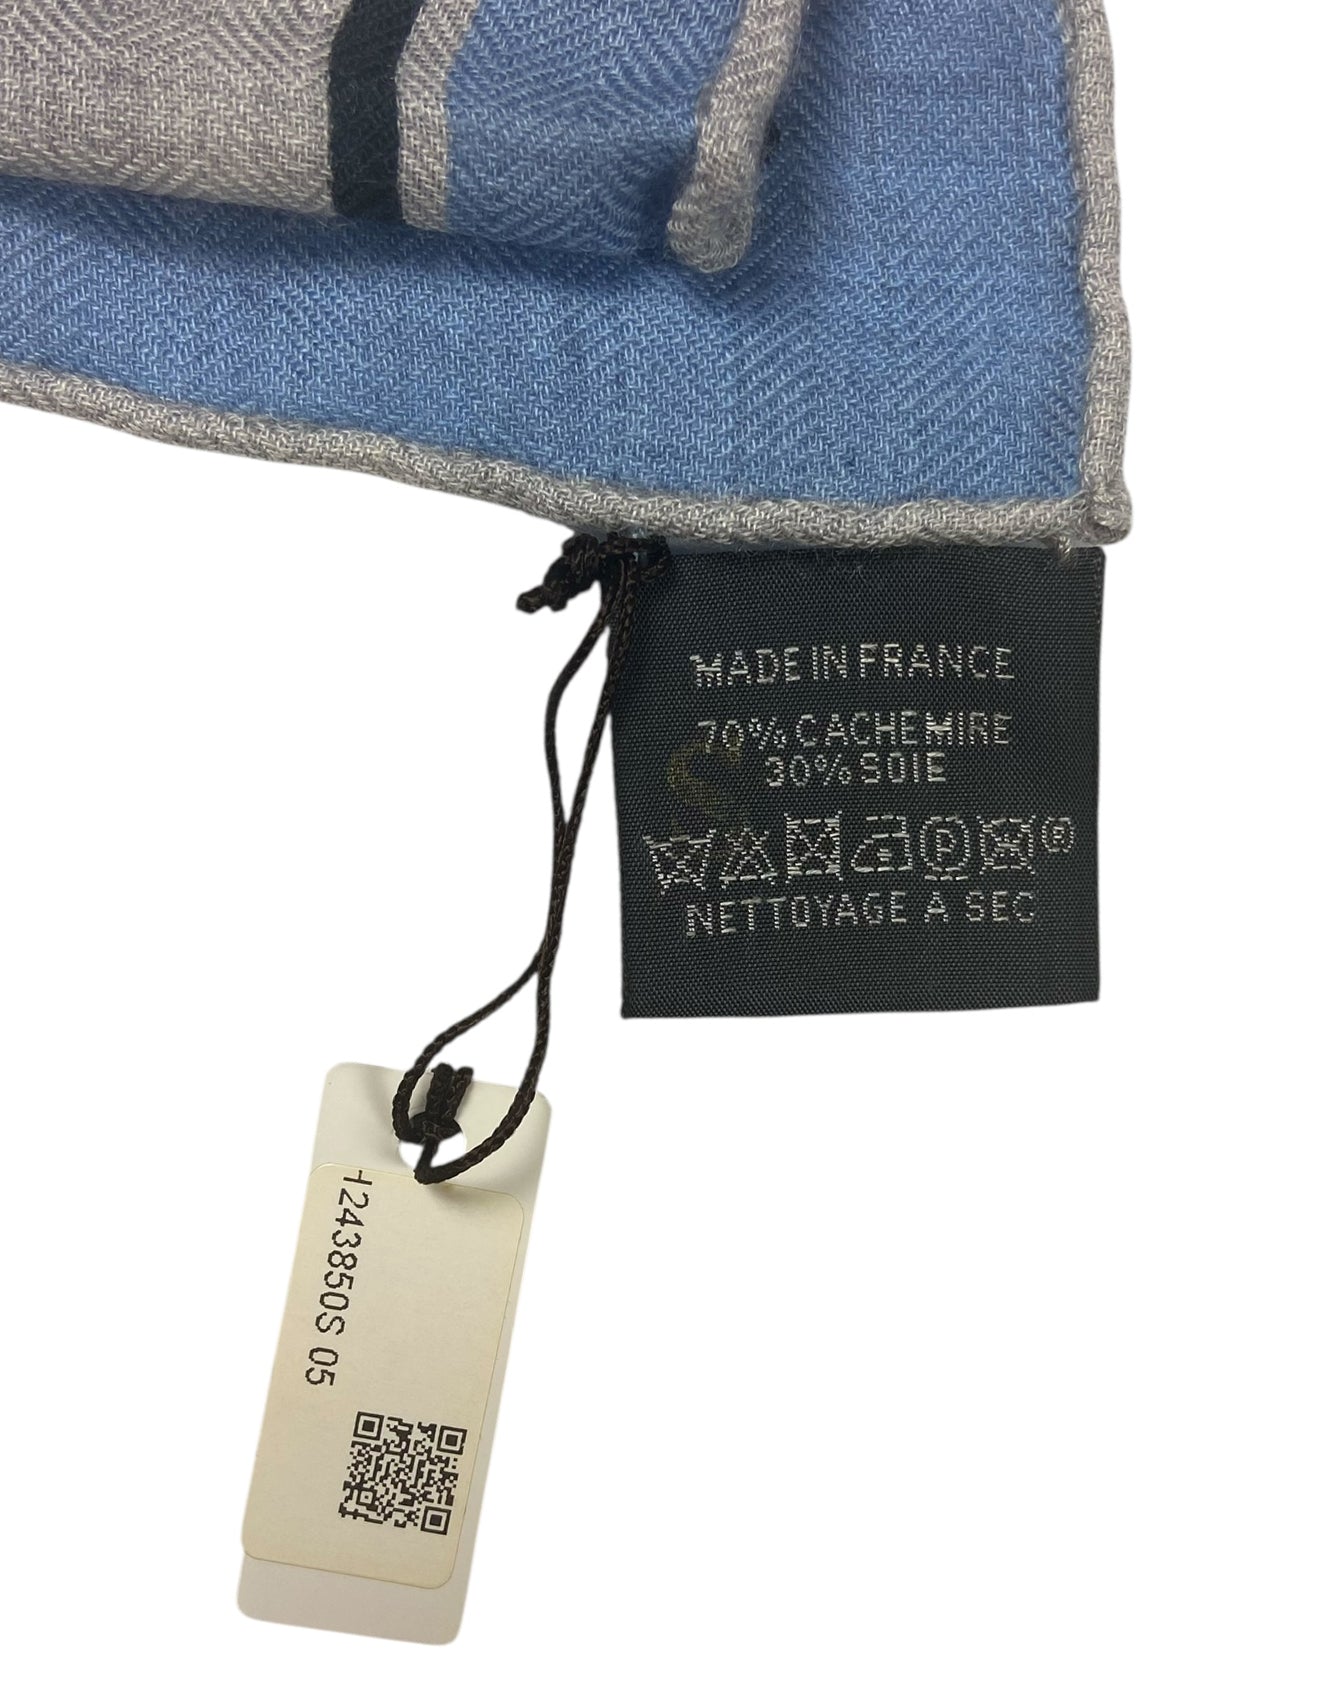 MADE IN FRANCE
70% CACHEMIRE
30% SOIE
P
®
NETTOYAGE A SEC
H243850S 05